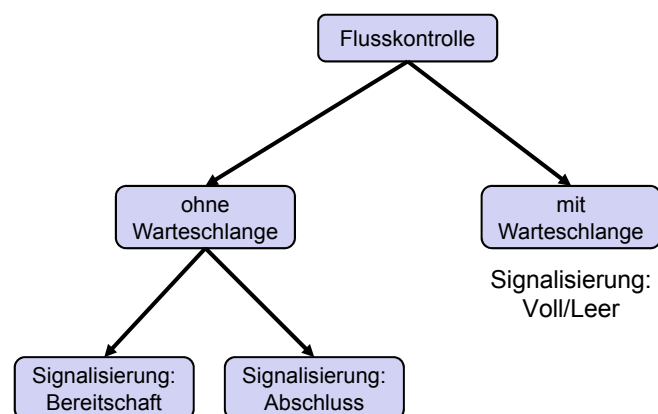 Flusskontrolle
ohne
Warteschlange
mit
Warteschlange
Signalisierung:
Voll/Leer
Signalisierung:
Bereitschaft
Signalisierung:
Abschluss